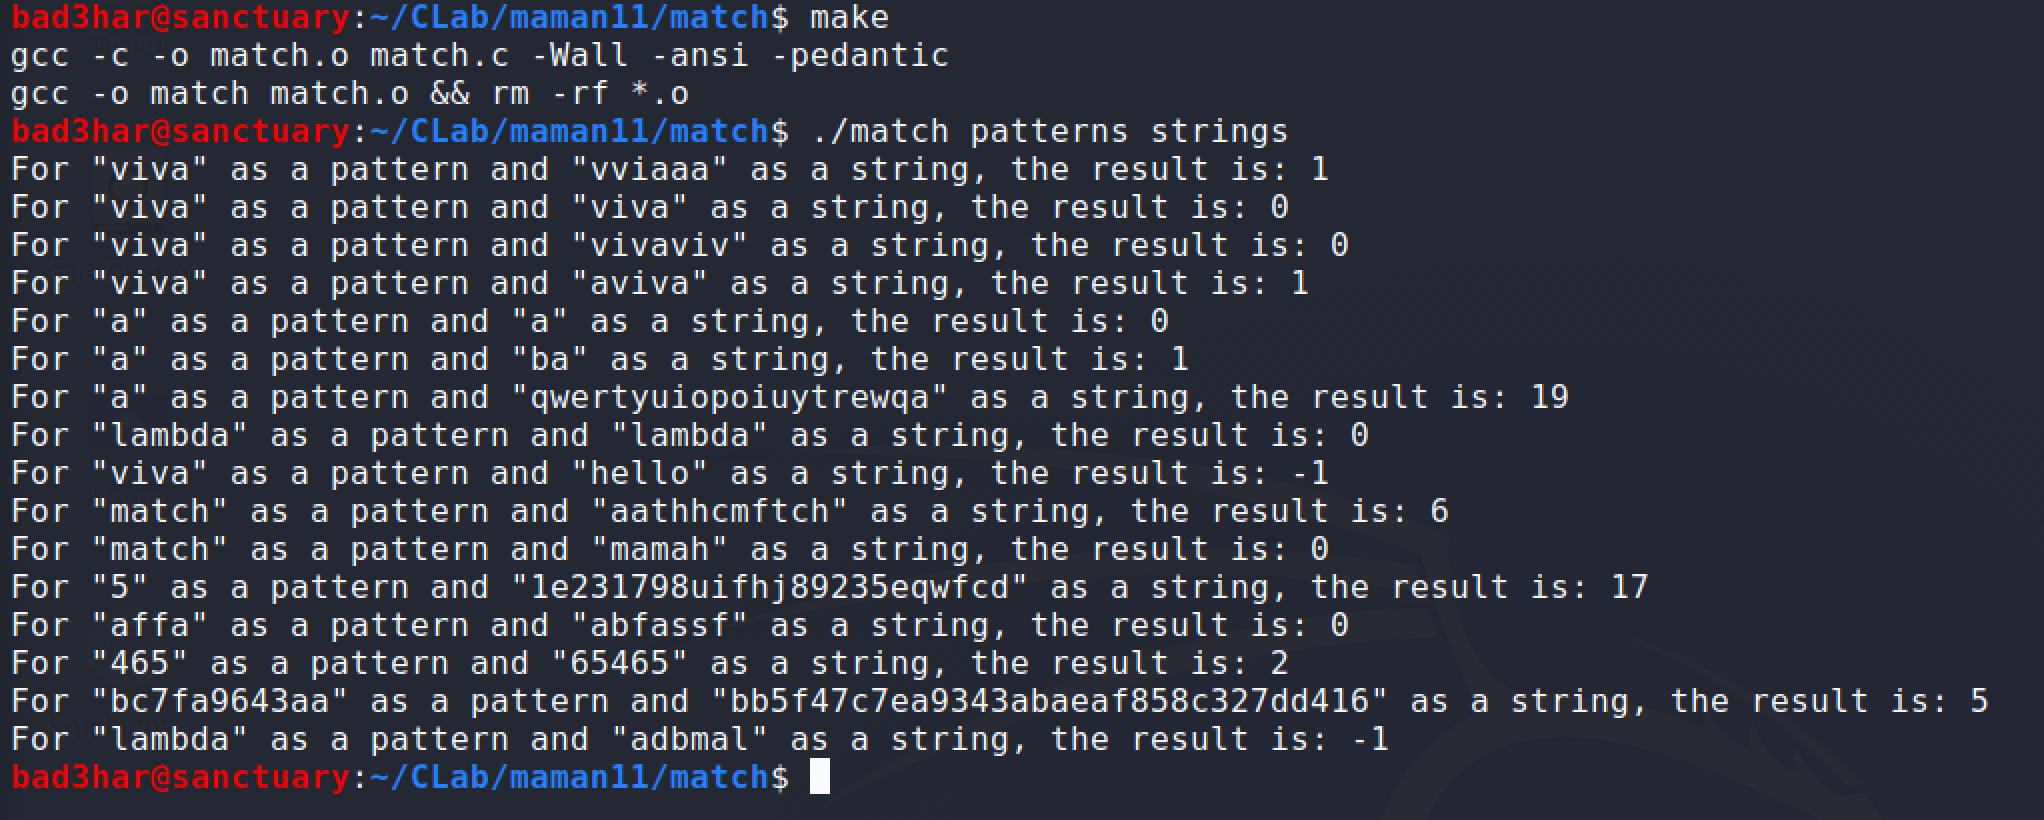 bad3har@sanctuary:~/CLab/maman11/match$ make
gcc -c -o match.o match.c -Wall -ansi -pedantic
gcc -o match match.o && rm -rf *.o
bad3har@sanctuary:~/CLab/maman11/match$ ./match patterns strings
For "viva" as a pattern and "vviaaa" as a string, the result is: 1
For "viva" as a pattern and "viva" as a string, the result is: 0
For "viva" as a pattern and "vivaviv" as a string, the result is: 0
For "viva" as a pattern and "aviva" as a string, the result is: 1
For "a" as a pattern and "a" as a string, the result is: 0
For "a" as a pattern and "ba" as a string, the result is: 1
For "a" as a pattern and "qwertyuiopoiuytrewqa" as a string, the result is: 19
For "lambda" as a pattern and "lambda" as a string, the result is: 0
For "viva" as a pattern and "hello" as a string, the result is: -1
For "match" as a pattern and "aathhcmftch" as a string, the result is: 6
For "match" as a pattern and "mamah" as a string, the result is: 0
For "5" as a pattern and "1e231798uifhj89235eqwfcd" as a string, the result is: 17
For "affa" as a pattern and "abfassf" as a string, the result is: 0
For "465" as a pattern and "65465" as a string, the result is: 2
For "bc7fa9643aa" as a pattern and "bb5f47c7ea9343abaeaf858c327dd416" as a string, the result is: 5
For "lambda" as a pattern and "adbmal" as a string, the result is: -1
bad3har@sanctuary:~/CLab/maman11/match$